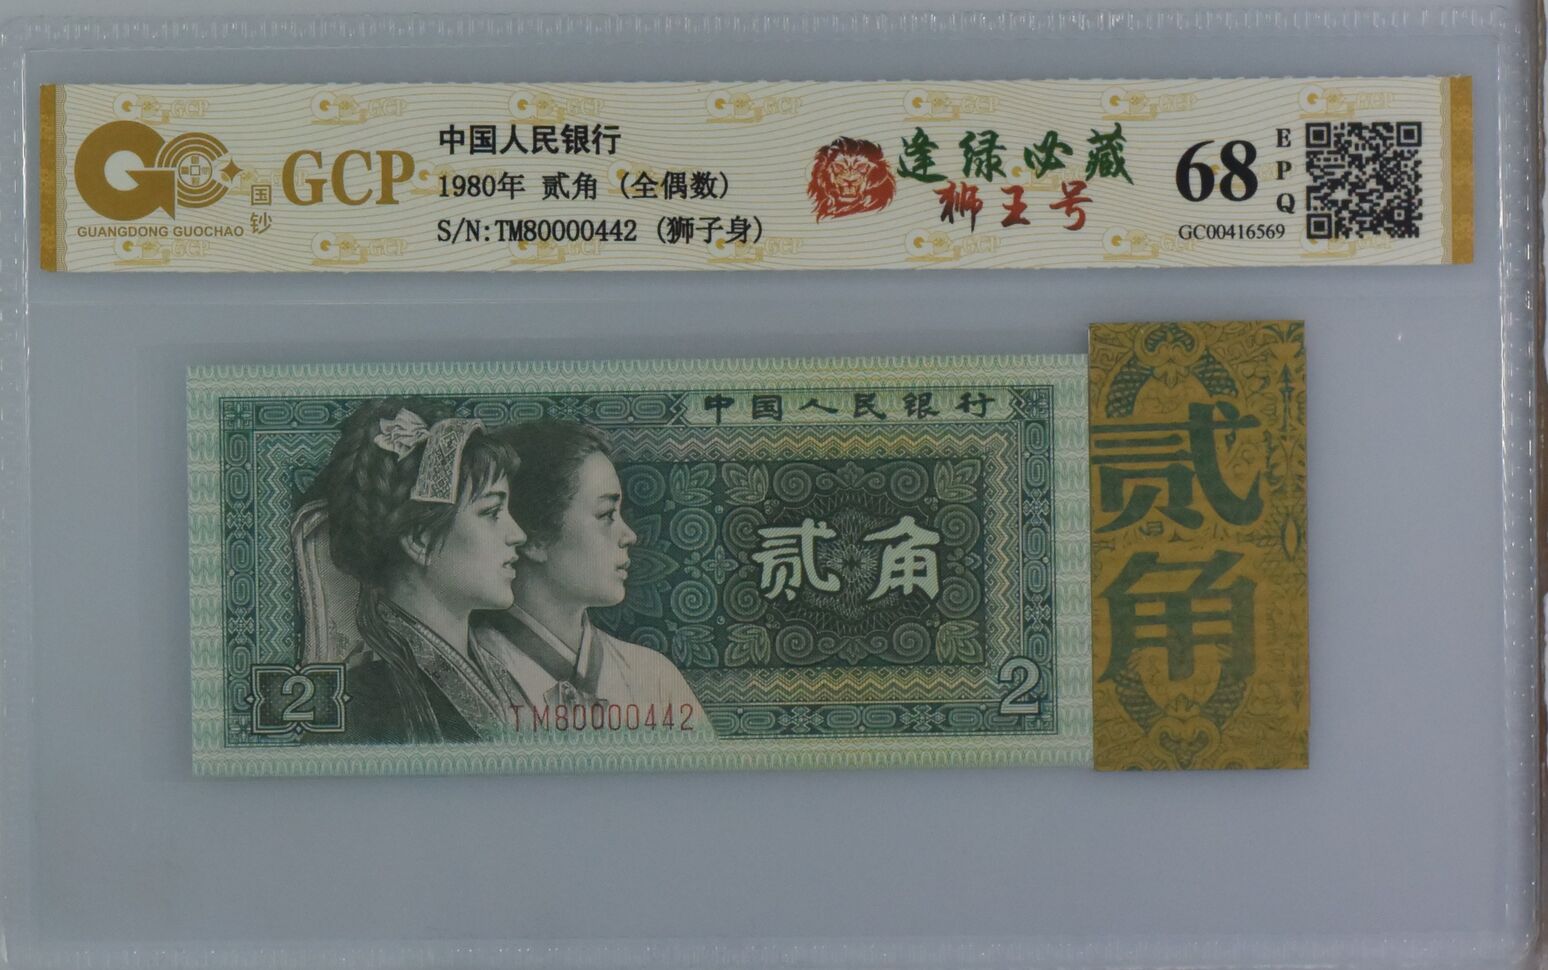 GCP
国钞
GUANGDONG GUOCHAO
中国人民银行
1980年 贰角 (全偶数)
S/N:TM80000442 (狮子身)
逢绿必藏
狮王号
68
EPQ
GC00416569
中国人民银行
贰角
2
2
TM80000442
贰角